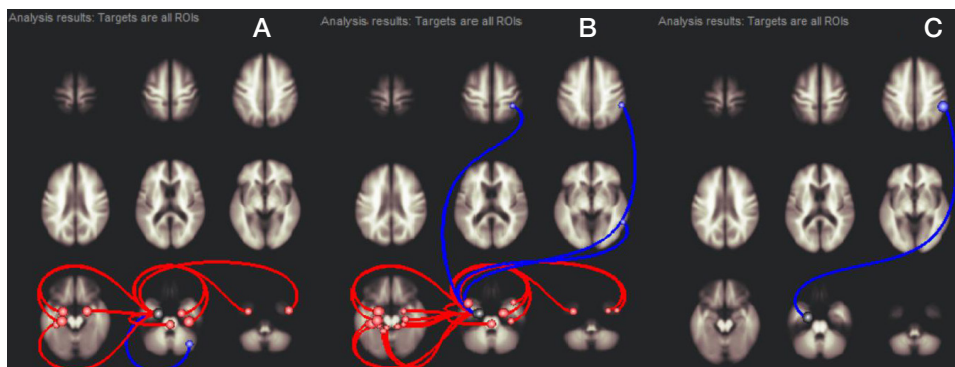 Analysis results: Targets are all ROIs
A
Analysis results: Targets are all ROIs
B
Analysis results: Targets are all ROIs
C